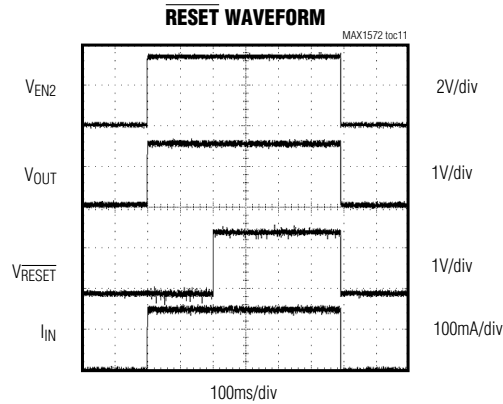 RESET WAVEFORM
MAX1572 toc11
VEN2
2V/div
VOUT
1V/div
VRESET
1V/div
IIN
100mA/div
100ms/div